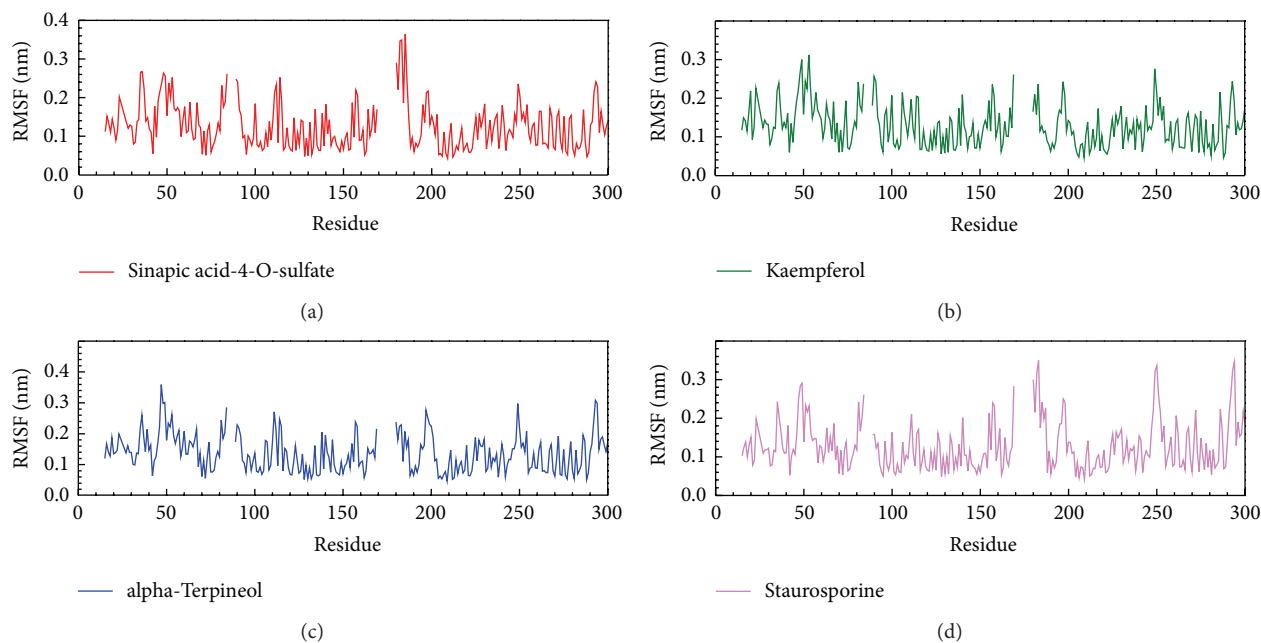 RMSF (nm)
0.4
0.3
0.2
0.1
0.0
0 50 100 150 200 250 300
Residue
Sinapic acid-4-O-sulfate
(a)
RMSF (nm)
0.3
0.2
0.1
0.0
0 50 100 150 200 250 300
Residue
Kaempferol
(b)
RMSF (nm)
0.4
0.3
0.2
0.1
0.0
0 50 100 150 200 250 300
Residue
alpha-Terpineol
(c)
RMSF (nm)
0.3
0.2
0.1
0.0
0 50 100 150 200 250 300
Residue
Staurosporine
(d)